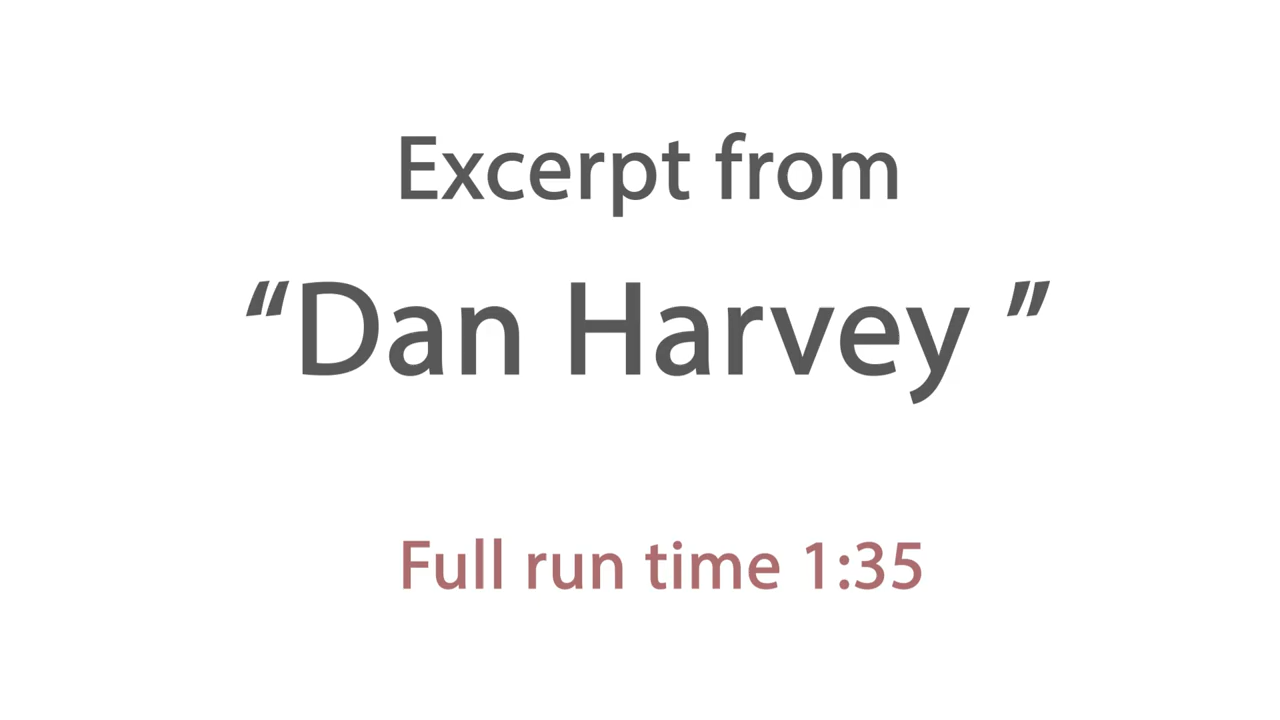 Excerpt from
“Dan Harvey ”
Full run time 1:35